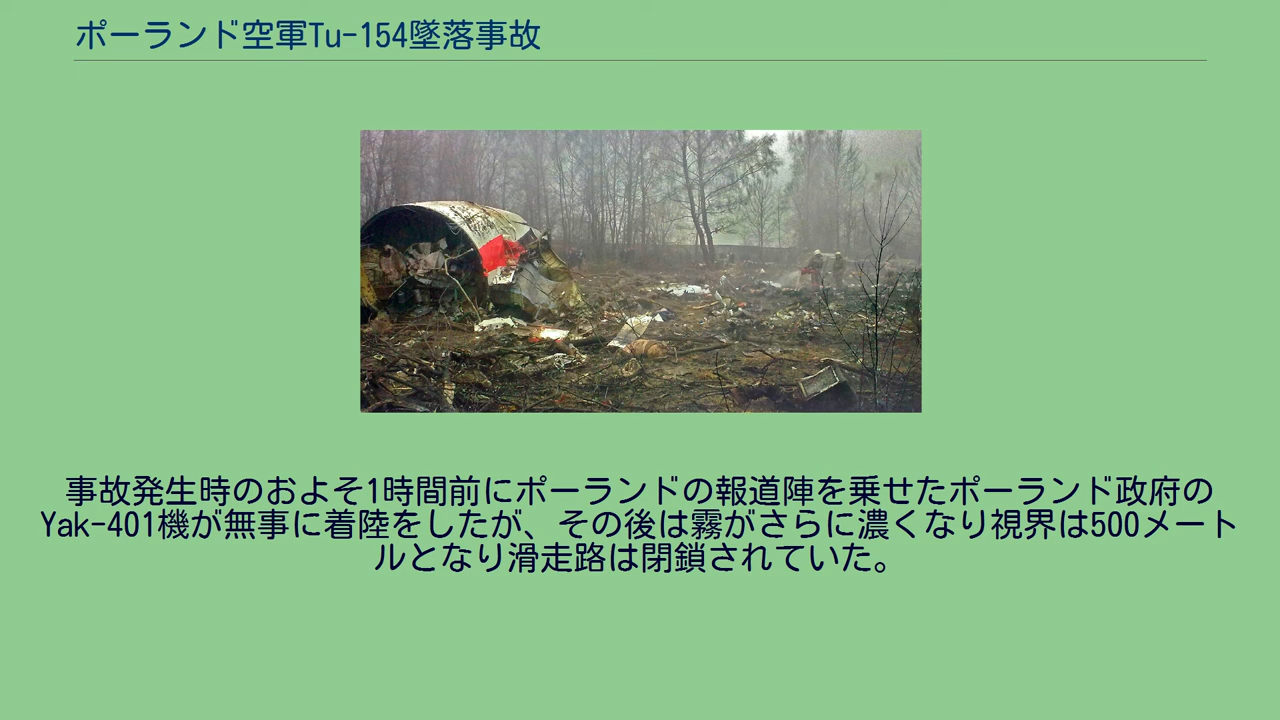 ポーランド空軍Tu-154墜落事故
事故発生時のおよそ1時間前にポーランドの報道陣を乗せたポーランド政府の
Yak-401機が無事に着陸をしたが、その後は霧がさらに濃くなり視界は500メート
ルとなり滑走路は閉鎖されていた。